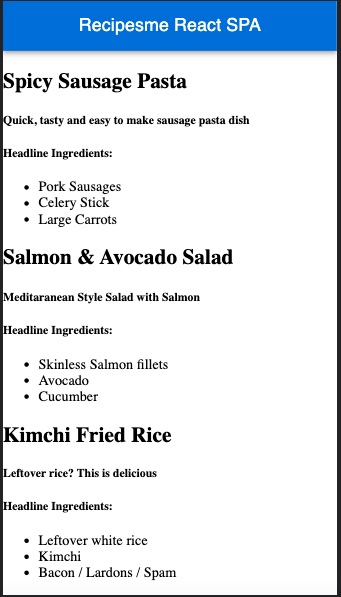 Recipesme React SPA
Spicy Sausage Pasta
Quick, tasty and easy to make sausage pasta dish
Headline Ingredients:
Pork Sausages
Celery Stick
Large Carrots
Salmon & Avocado Salad
Meditaranean Style Salad with Salmon
Headline Ingredients:
Skinless Salmon fillets
Avocado
Cucumber
Kimchi Fried Rice
Leftover rice? This is delicious
Headline Ingredients:
Leftover white rice
Kimchi
Bacon / Lardons / Spam